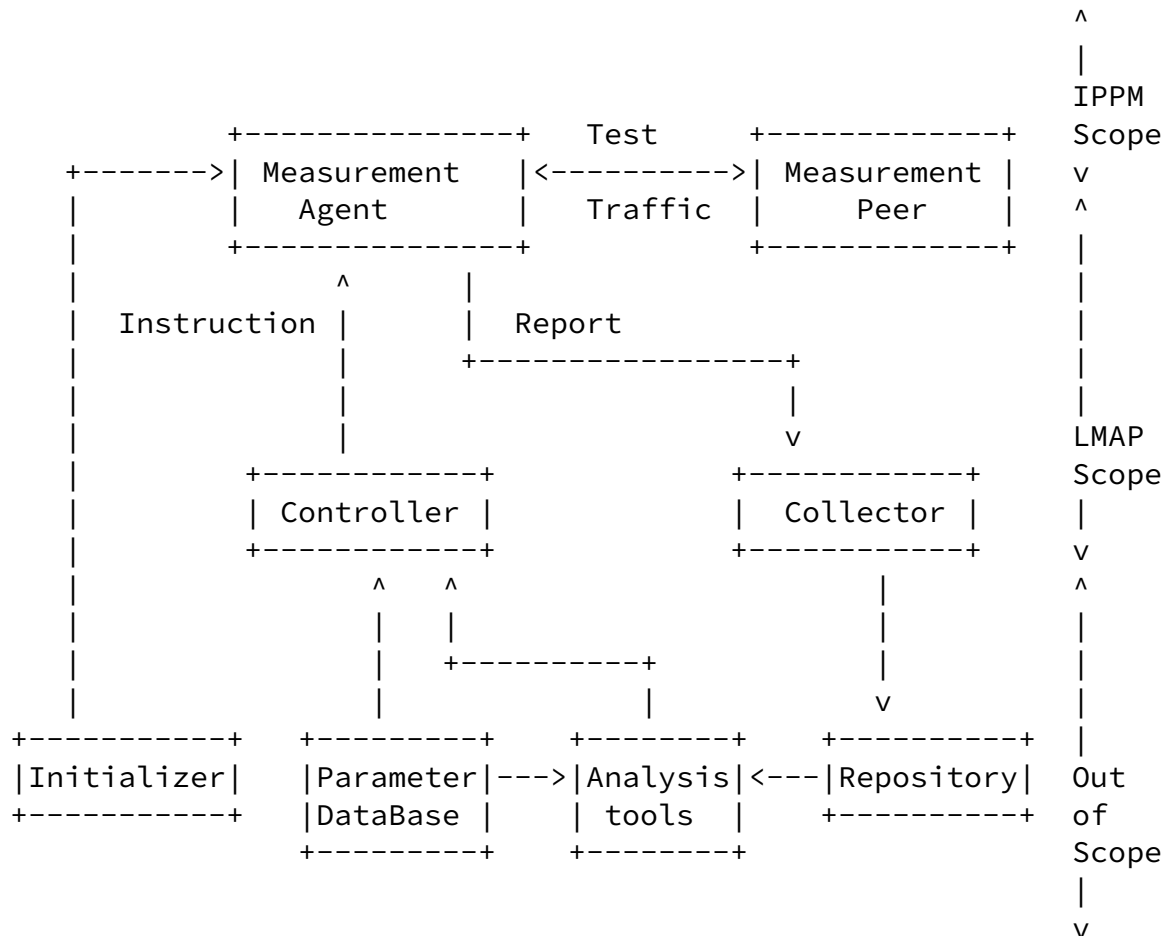 IPPM
Test Scope
Measurement Measurement
Agent Traffic Peer
Instruction Report
LMAP
Scope
Controller Collector
Initializer Parameter Analysis Repository Out
DataBase tools of
Scope